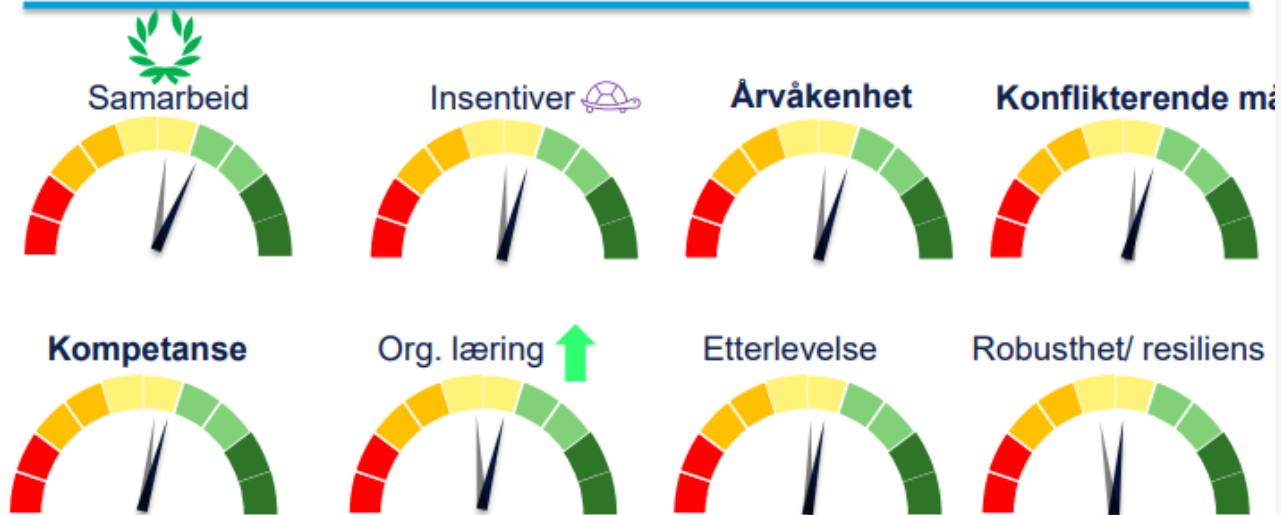 Samarbeid
Insentiver
Årvåkenhet
Konflikterende
Kompetanse
Org. læring
Etterlevelse
Robusthet/ resiliens